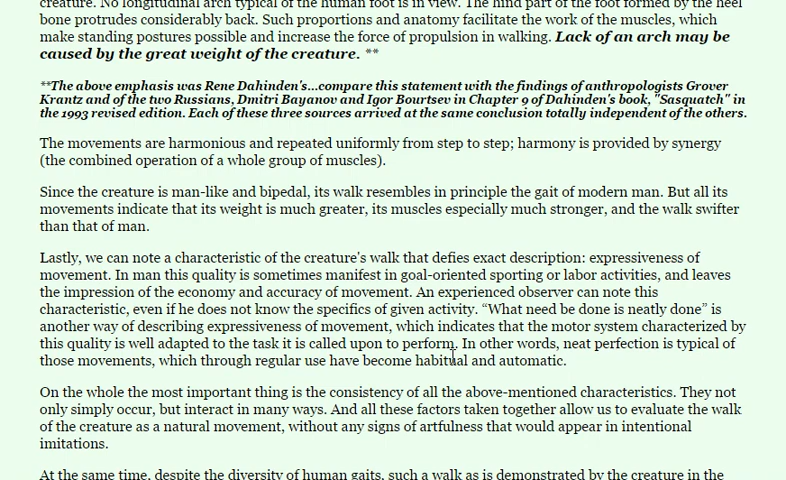 creature. No longitudinal arch typical of the human foot is in view. The hind part of the foot formed by the heel
bone protrudes considerably back. Such proportions and anatomy facilitate the work of the muscles, which
make standing postures possible and increase the force of propulsion in walking. Lack of an arch may be
caused by the great weight of the creature. **
**The above emphasis was Rene Dahinden's...compare this statement with the findings of anthropologists Grover
Krantz and of the two Russians, Dmitri Bayanov and Igor Bourtsev in Chapter 9 of Dahinden's book, "Sasquatch" in
the 1993 revised edition. Each of these three sources arrived at the same conclusion totally independent of the others.
The movements are harmonious and repeated uniformly from step to step; harmony is provided by synergy
(the combined operation of a whole group of muscles).
Since the creature is man-like and bipedal, its walk resembles in principle the gait of modern man. But all its
movements indicate that its weight is much greater, its muscles especially much stronger, and the walk swifter
than that of man.
Lastly, we can note a characteristic of the creature's walk that defies exact description: expressiveness of
movement. In man this quality is sometimes manifest in goal-oriented sporting or labor activities, and leaves
the impression of the economy and accuracy of movement. An experienced observer can note this
characteristic, even if he does not know the specifics of given activity. “What need be done is neatly done” is
another way of describing expressiveness of movement, which indicates that the motor system characterized by
this quality is well adapted to the task it is called upon to perform. In other words, neat perfection is typical of
those movements, which through regular use have become habitual and automatic.
On the whole the most important thing is the consistency of all the above-mentioned characteristics. They not
only simply occur, but interact in many ways. And all these factors taken together allow us to evaluate the walk
of the creature as a natural movement, without any signs of artfulness that would appear in intentional
imitations.
At the same time, despite the diversity of human gaits, such a walk as is demonstrated by the creature in the